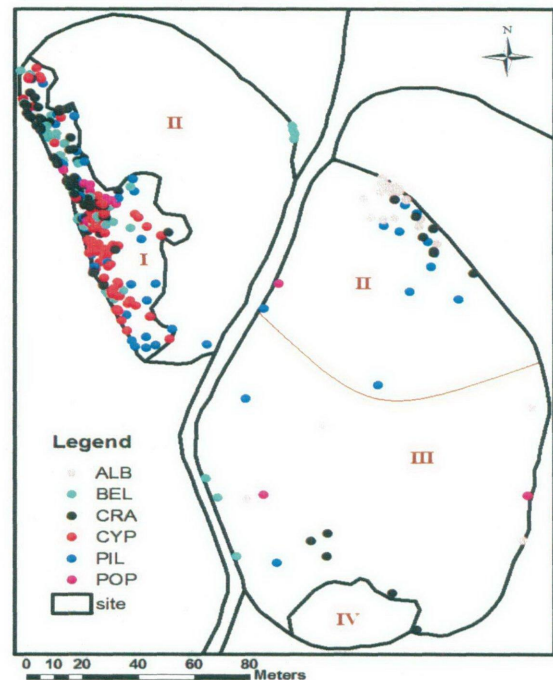 N
II
I
II
III
IV
Legend
ALB
BEL
CRA
CYP
PIL
POP
site
0 10 20 40 60 80
Meters